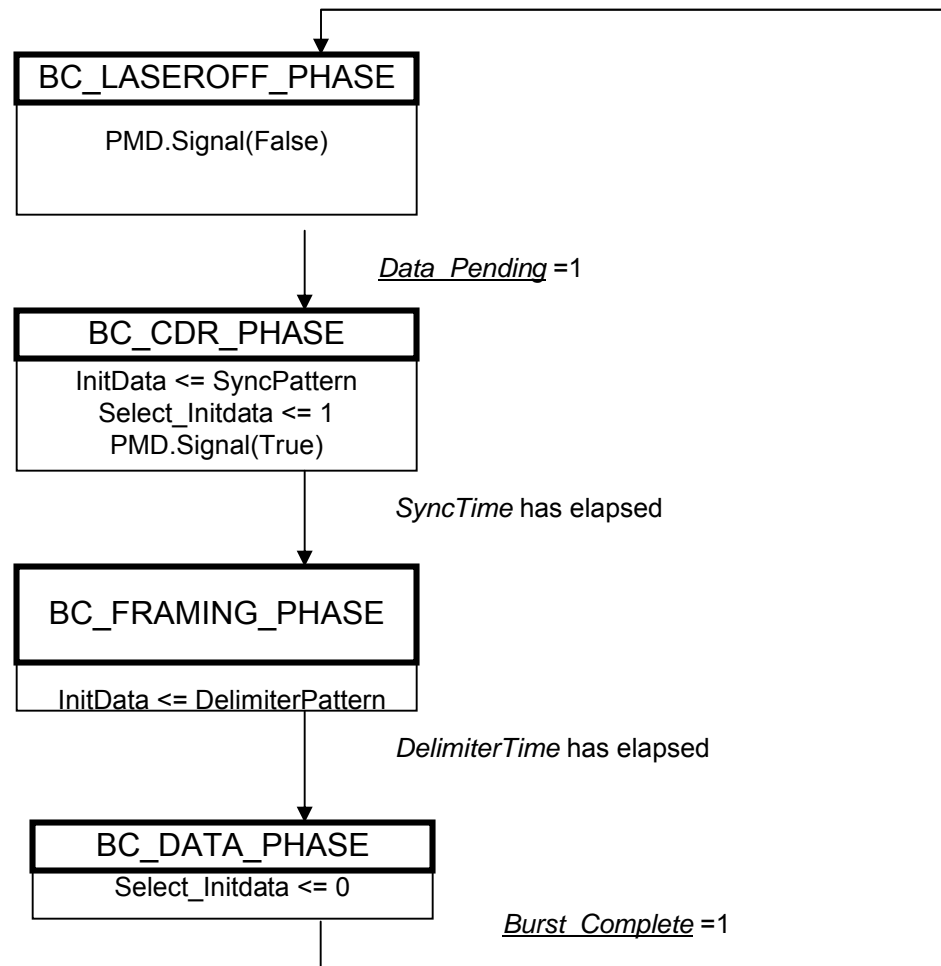 BC_LASEROFF_PHASE
PMD.Signal(False)
Data_Pending =1
BC_CDR_PHASE
InitData <= SyncPattern
Select_Initdata <= 1
PMD.Signal(True)
SyncTime has elapsed
BC_FRAMING_PHASE
InitData <= DelimiterPattern
DelimiterTime has elapsed
BC_DATA_PHASE
Select_Initdata <= 0
Burst_Complete =1